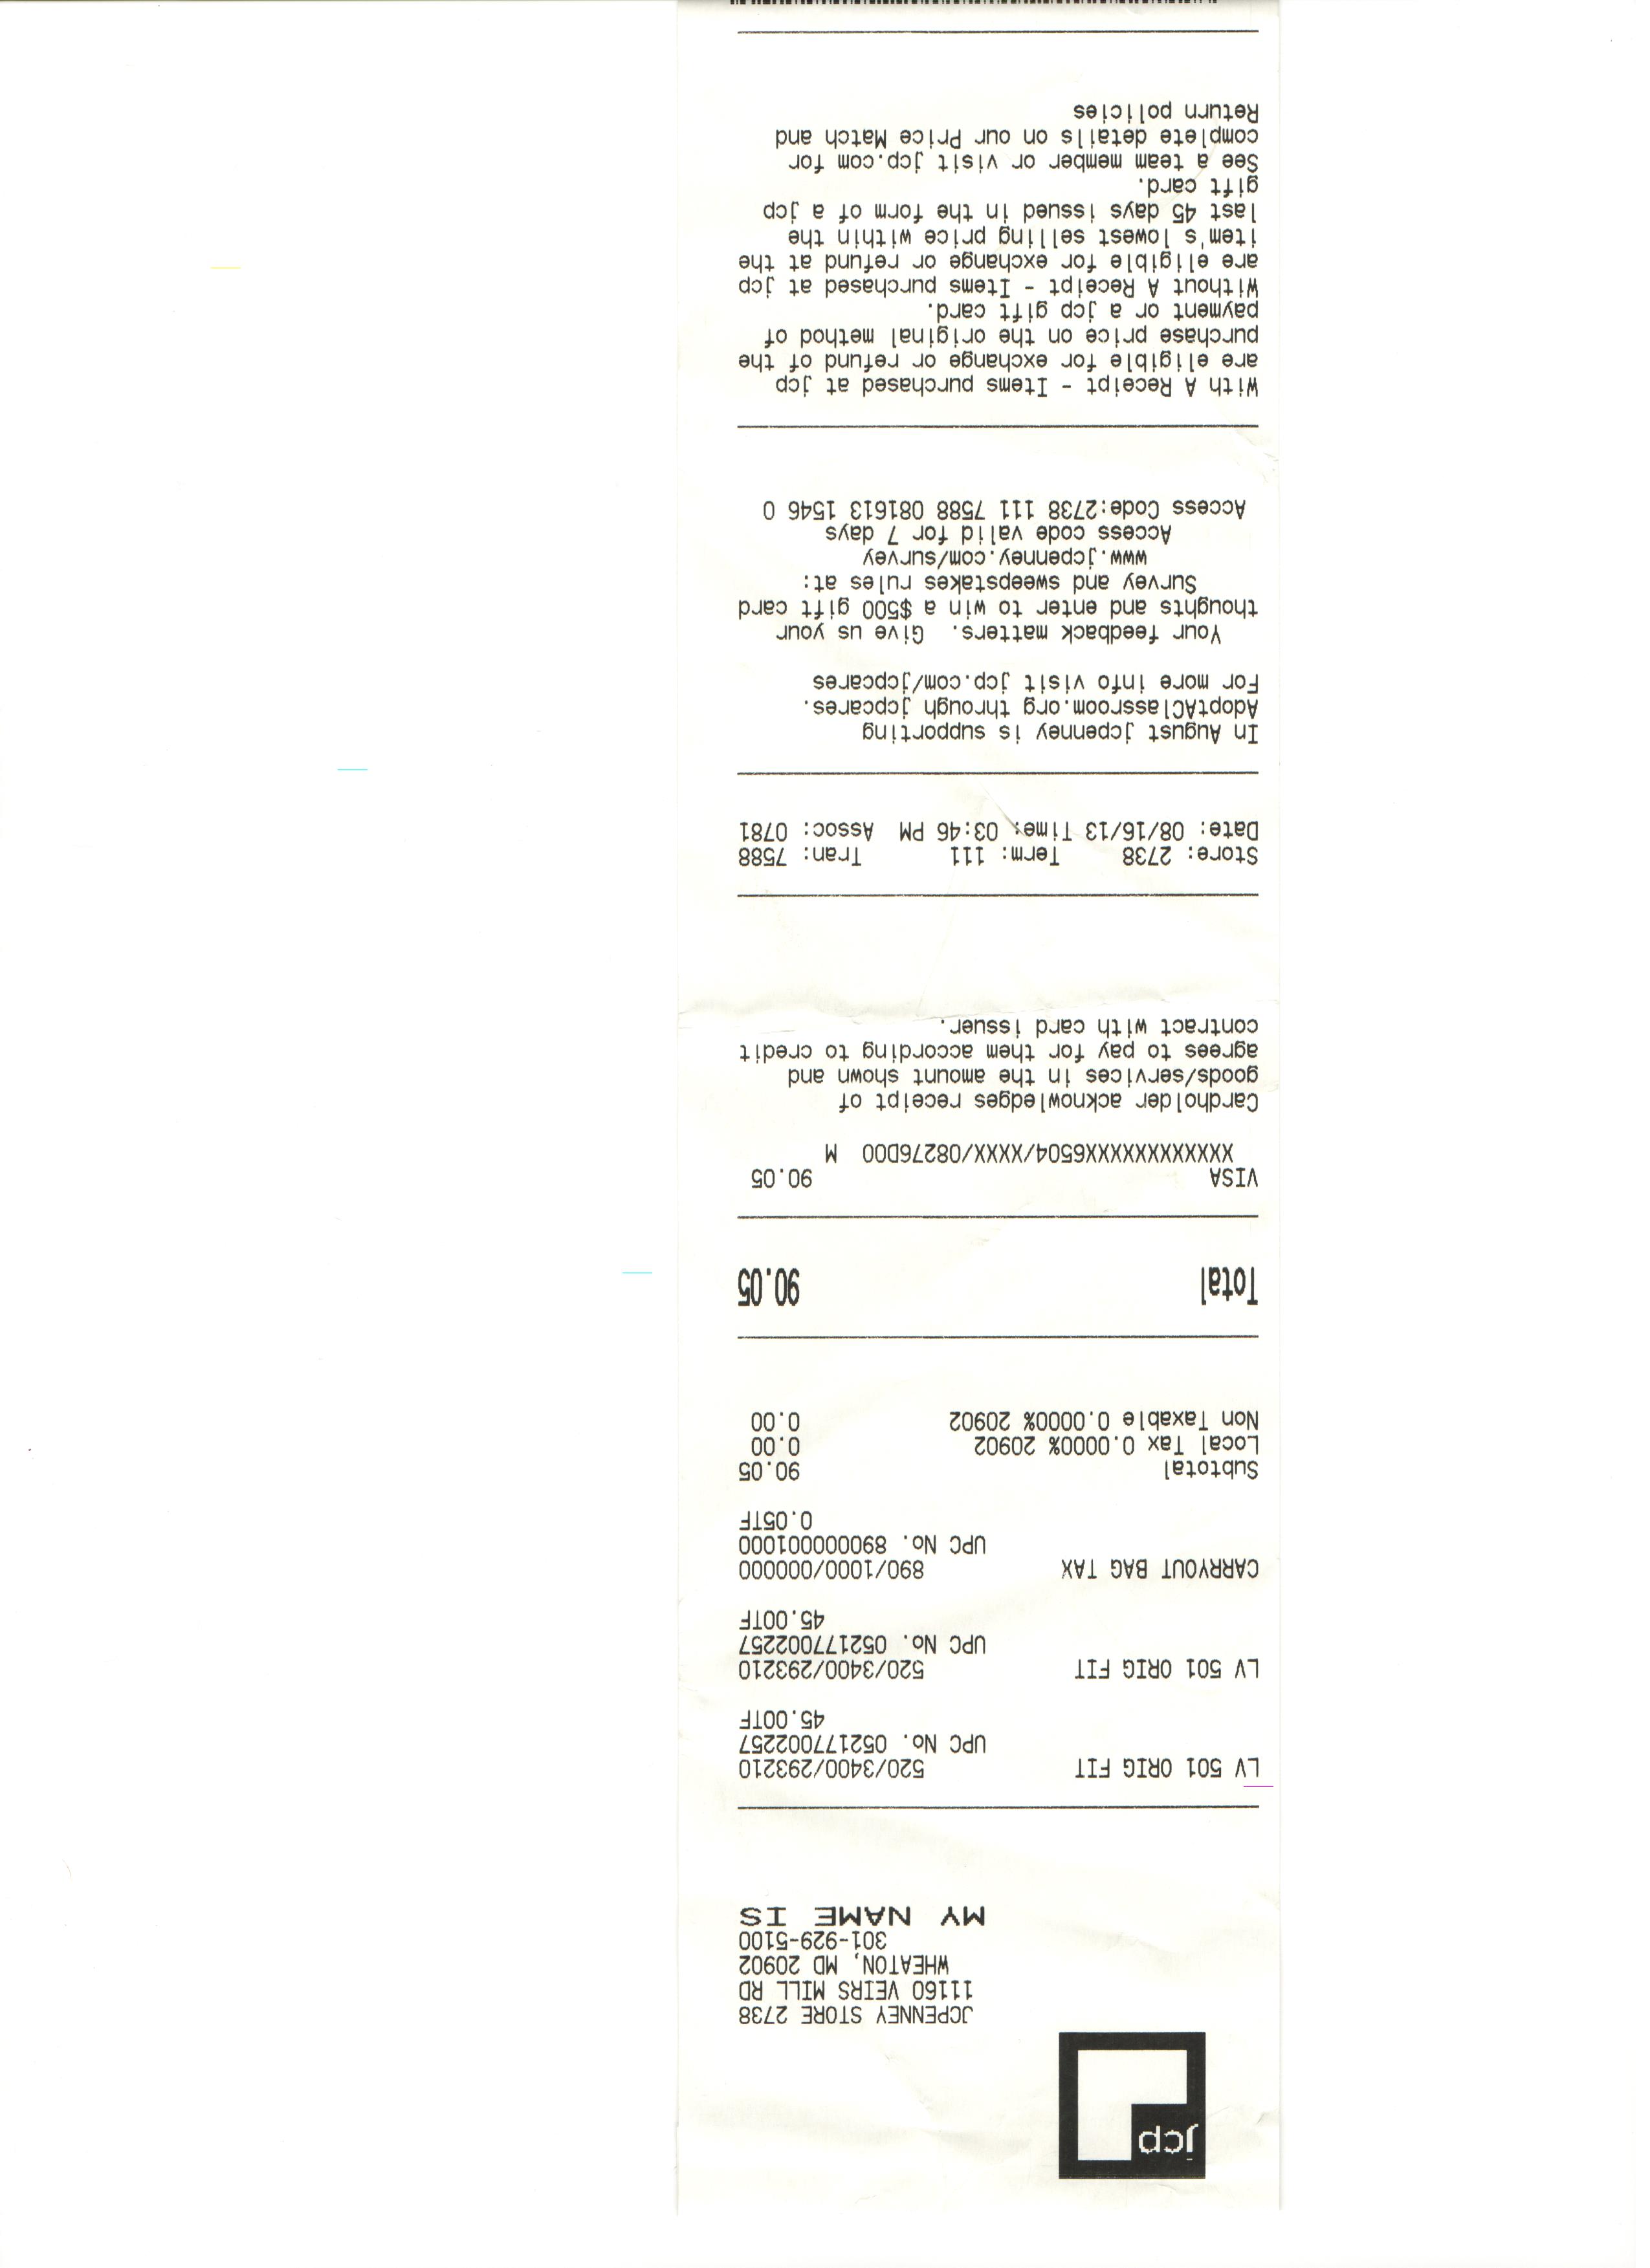 jcp
JCPENNEY STORE 2738
11160 VEIRS MILL RD
WHEATON, MD 20902
301-929-5100
MY NAME IS
LV 501 ORIG FIT 520/3400/293210
UPC No. 052177002257
45.00TF
LV 501 ORIG FIT 520/3400/293210
UPC No. 052177002257
45.00TF
CARRYOUT BAG TAX 890/1000/000000
UPC No. 890000001000
0.05TF
Subtotal 90.05
Local Tax 0.0000% 20902 0.00
Non Taxable 0.0000% 20902 0.00
Total 90.05
VISA 90.05
XXXXXXXXXXXX6504/XXXX/08276D00 M
Cardholder acknowledges receipt of
goods/services in the amount shown and
agrees to pay for them according to credit
contract with card issuer.
Store: 2738 Term: 111 Tran: 7588
Date: 08/16/13 Time: 03:46 PM Assoc: 0781
In August jcpenney is supporting
AdoptAClassroom.org through jcpcares.
For more info visit jcp.com/jcpcares
Your feedback matters. Give us your
thoughts and enter to win a $500 gift card
Survey and sweepstakes rules at:
www.jcpenney.com/survey
Access code valid for 7 days
Access Code:2738 111 7588 081613 1546 0
With A Receipt - Items purchased at jcp
are eligible for exchange or refund of the
purchase price on the original method of
payment or a jcp gift card.
Without A Receipt - Items purchased at jcp
are eligible for exchange or refund at the
item's lowest selling price within the
last 45 days issued in the form of a jcp
gift card.
See a team member or visit jcp.com for
complete details on our Price Match and
Return policies